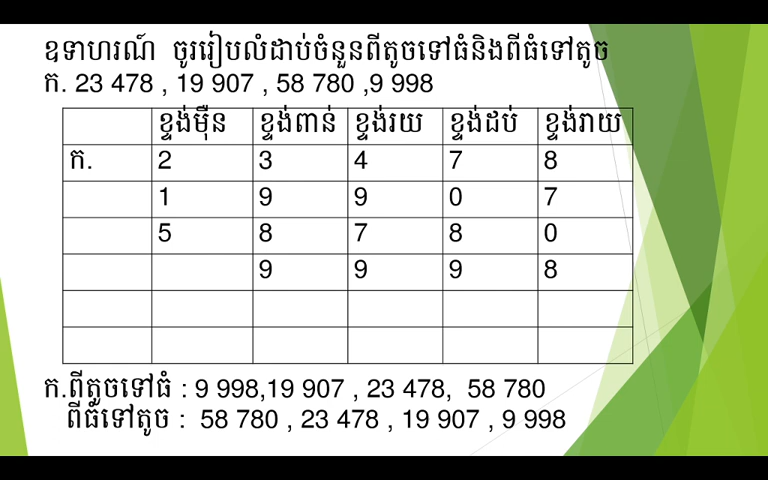 ឧទាហរណ៍ ចូររៀបលំដាប់ចំនួនពីតូចទៅធំនិងពីធំទៅតូច
ក. 23 478 , 19 907 , 58 780 ,9 998
ខ្ទង់ម៉ឺន ខ្ទង់ពាន់ ខ្ទង់រយ ខ្ទង់ដប់ ខ្ទង់រាយ
ក. 2 3 4 7 8
1 9 9 0 7
5 8 7 8 0
9 9 9 8
ក.ពីតូចទៅធំ : 9 998,19 907 , 23 478, 58 780
ពីធំទៅតូច : 58 780 , 23 478 , 19 907 , 9 998